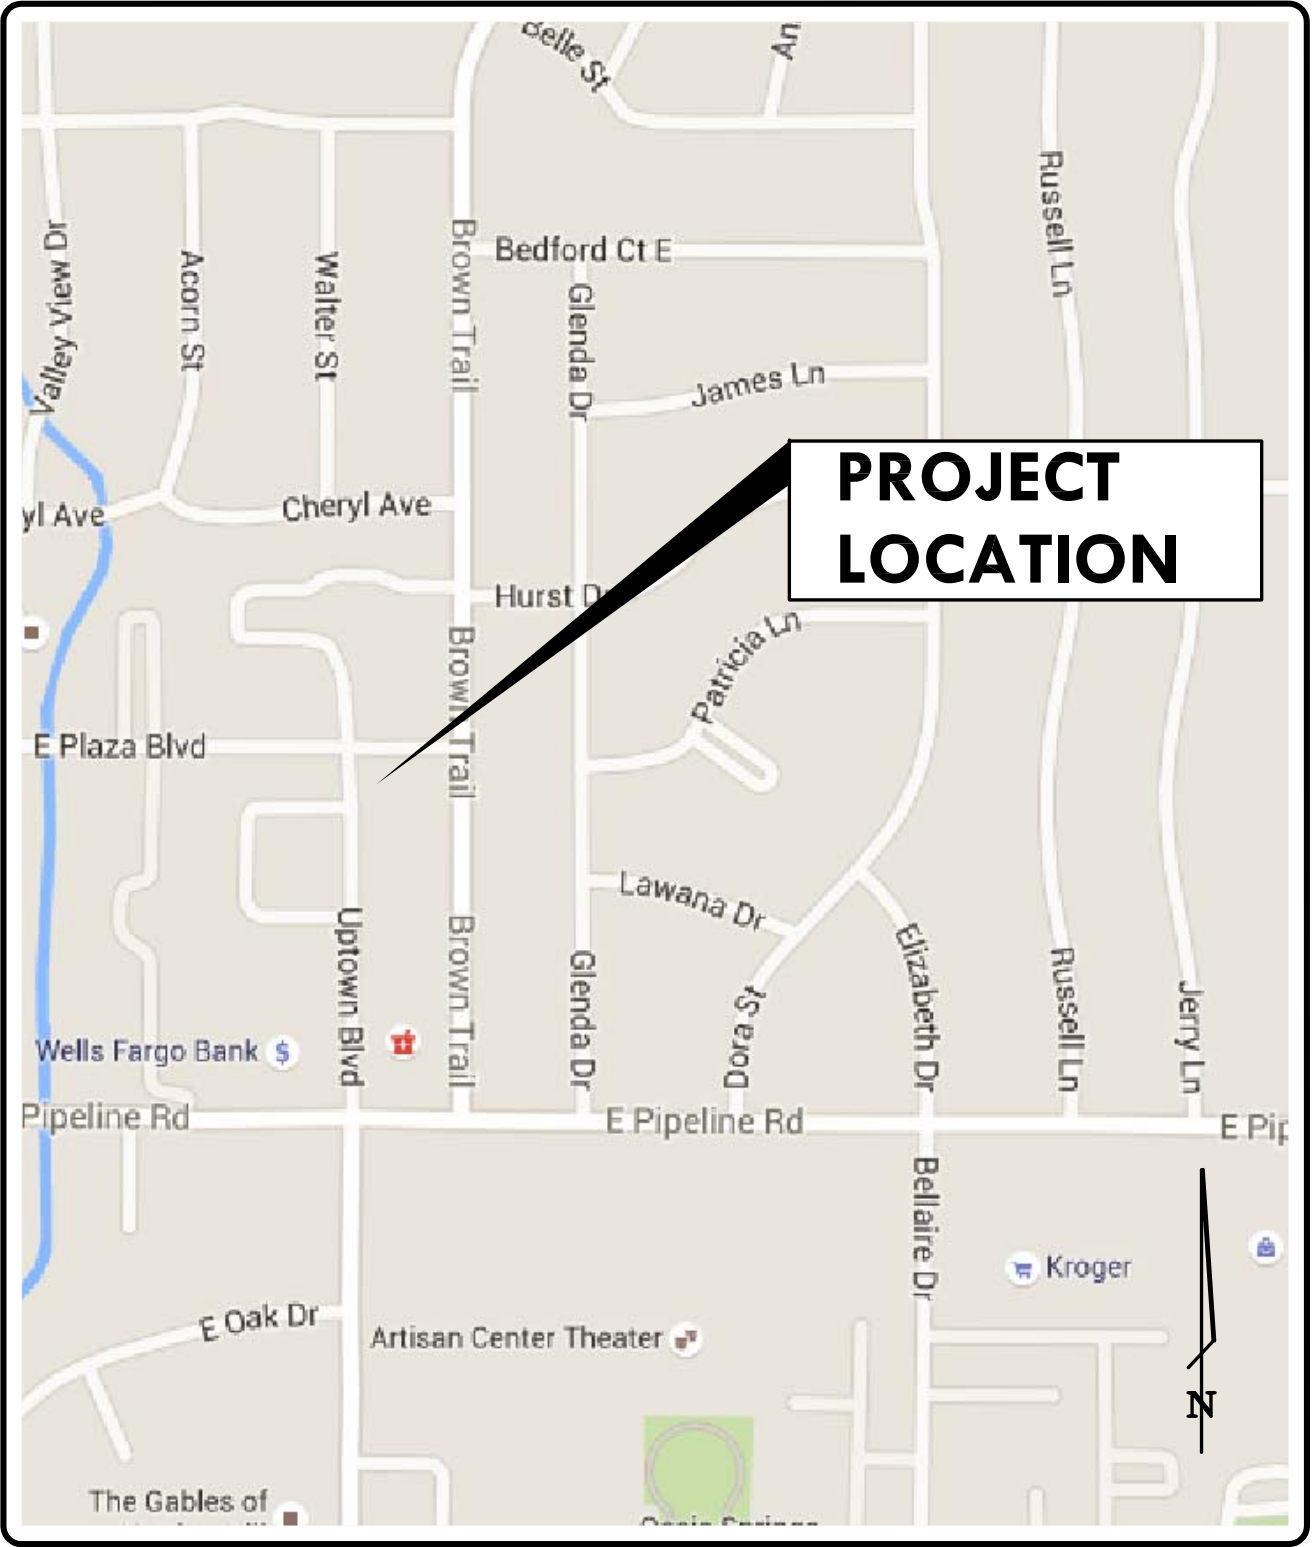 Belle St
An
Valley View Dr
Acorn St
Walter St
Brown Trail
Bedford Ct E
Glenda Dr
James Ln
Russell Ln
PROJECT
LOCATION
yl Ave
Cheryl Ave
Hurst Dr
Brown Trail
Patricia Ln
E Plaza Blvd
Lawana Dr
Uptown Blvd
Brown Trail
Glenda Dr
Dorea St
Elizabeth Dr
Russell Ln
Jerry Ln
Wells Fargo Bank $
Pipeline Rd
E Pipeline Rd
E Pip
Bellaire Dr
Kroger
E Oak Dr
Artisan Center Theater
N
The Gables of